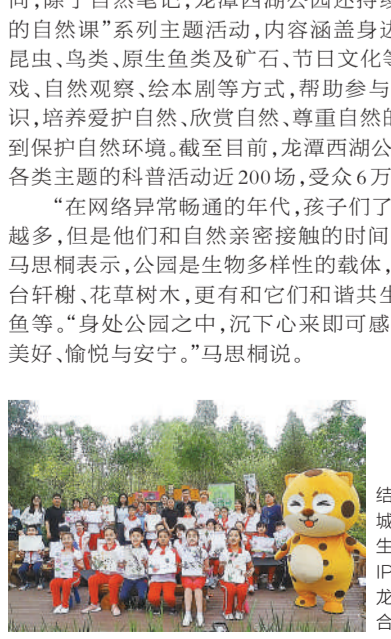 间,除了自然笔记,龙潭西湖公园还持续
的自然课”系列主题活动,内容涵盖身边
昆虫、鸟类、原生鱼类及矿石、节日文化等
戏、自然观察、绘本剧等方式,帮助参与
识,培养爱护自然、欣赏自然、尊重自然的
到保护自然环境。截至目前,龙潭西湖公
各类主题的科普活动近200场,受众6万
“在网络异常畅通的年代,孩子们了
越多,但是他们和自然亲密接触的时间
马思桐表示,公园是生物多样性的载体,
台轩榭、花草树木,更有和它们和谐共生
鱼等。“身处公园之中,沉下心来即可感
美好、愉悦与安宁。”马思桐说。
结
城
生
IP
龙
合